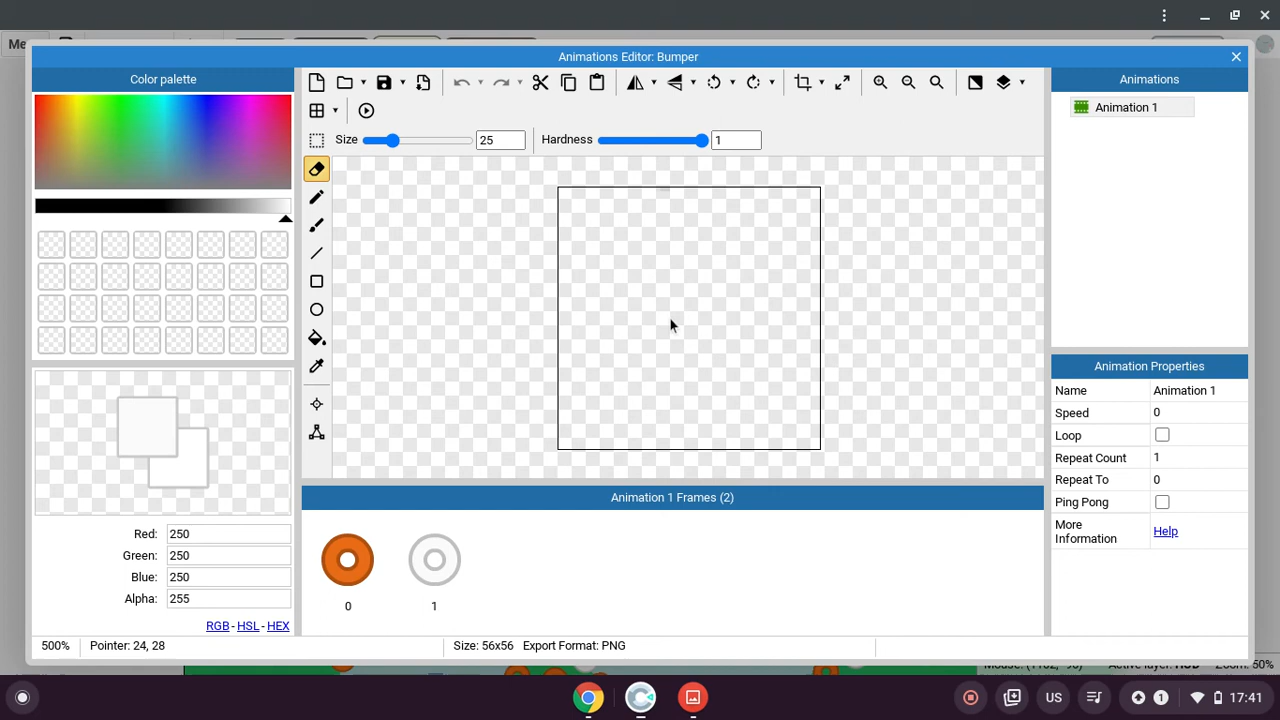 Me
Animations Editor: Bumper
Color palette
Size 25 Hardness 1
Animations
Animation 1
Animation Properties
Name Animation 1
Speed 0
Loop
Repeat Count 1
Repeat To 0
Ping Pong
More Information Help
Animation 1 Frames (2)
0 1
Red: 250
Green: 250
Blue: 250
Alpha: 255
RGB - HSL - HEX
500% Pointer: 24, 28 Size: 56x56 Export Format: PNG
US 1 17:41